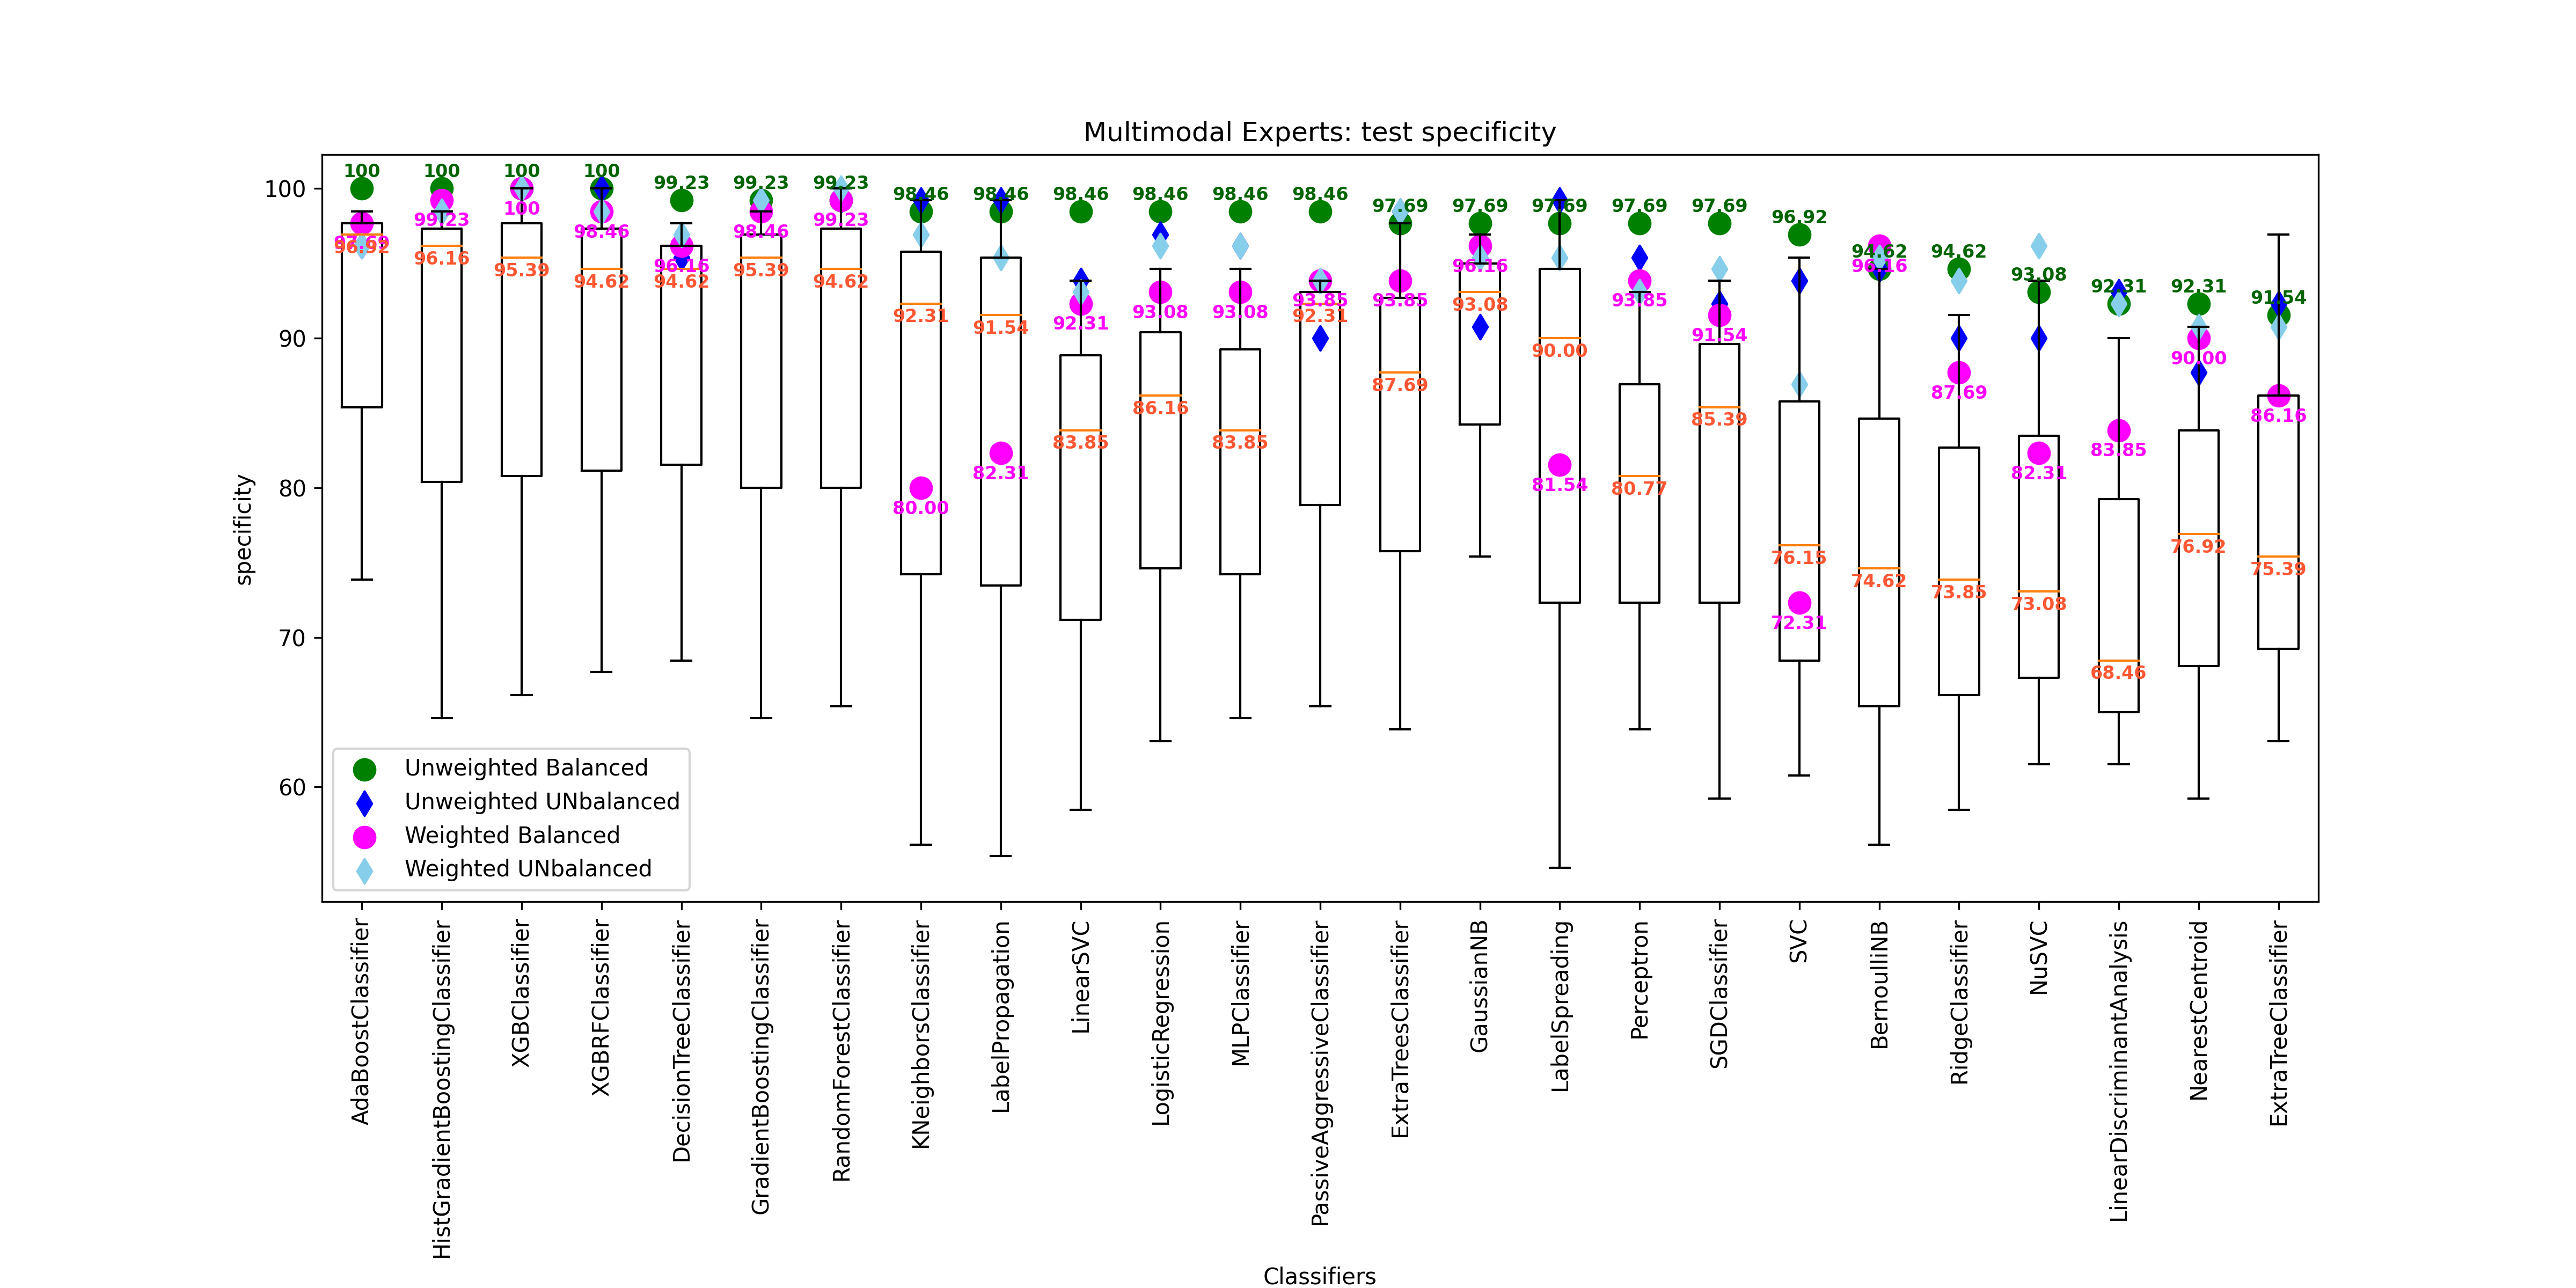 Multimodal Experts: test specificity
100 100 100 100 99.23 99.23 99.23 98.46 98.46 98.46 98.46 98.46 98.46 97.69 97.69 97.69 97.69 97.69 96.92 94.62 94.62 93.08 92.31 92.31 91.54
97.69 99.23 100 98.46 96.16 98.46 99.23 80.00 82.31 92.31 93.08 93.08 93.85 93.85 96.16 81.54 93.85 91.54 72.31 96.16 87.69 82.31 83.85 90.00 86.16
96.92 96.16 95.39 94.62 94.62 95.39 94.62 92.31 91.54 83.85 86.16 83.85 92.31 87.69 93.08 90.00 80.77 85.39 76.15 74.62 73.85 73.08 68.46 76.92 75.39
100
90
80
70
60
specificity
Unweighted Balanced
Unweighted UNbalanced
Weighted Balanced
Weighted UNbalanced
AdaBoostClassifier
HistGradientBoostingClassifier
XGBClassifier
XGBRFClassifier
DecisionTreeClassifier
GradientBoostingClassifier
RandomForestClassifier
KNeighborsClassifier
LabelPropagation
LinearSVC
LogisticRegression
MLPClassifier
PassiveAggressiveClassifier
ExtraTreesClassifier
GaussianNB
LabelSpreading
Perceptron
SGDClassifier
SVC
BernoulliNB
RidgeClassifier
NuSVC
LinearDiscriminantAnalysis
NearestCentroid
ExtraTreeClassifier
Classifiers